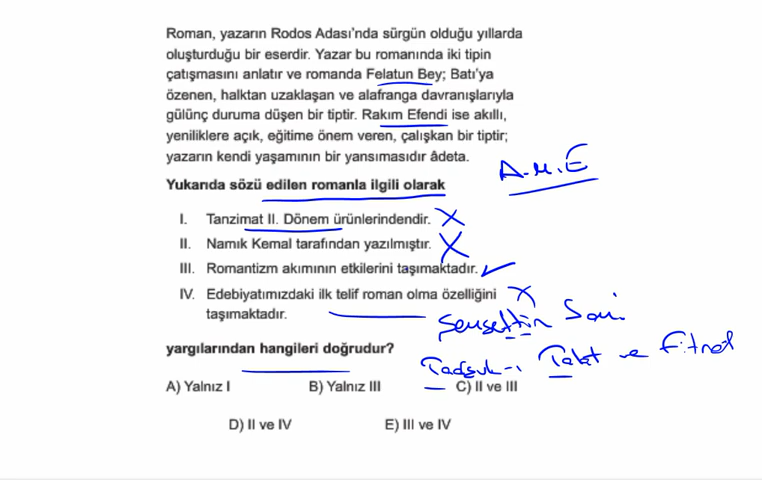 Roman, yazarın Rodos Adası'nda sürgün olduğu yıllarda
oluşturduğu bir eserdir. Yazar bu romanında iki tipin
çatışmasını anlatır ve romanda Felatun Bey; Batı'ya
özenen, halktan uzaklaşan ve alafranga davranışlarıyla
gülünç duruma düşen bir tiptir. Rakım Efendi ise akıllı,
yeniliklere açık, eğitime önem veren, çalışkan bir tiptir;
yazarın kendi yaşamının bir yansımasıdır âdeta.
A.M.E
Yukarıda sözü edilen romanla ilgili olarak
I. Tanzimat II. Dönem ürünlerindendir.
II. Namık Kemal tarafından yazılmıştır.
III. Romantizm akımının etkilerini taşımaktadır.
IV. Edebiyatımızdaki ilk telif roman olma özelliğini
taşımaktadır.
Şemsettin Sami
yargılarından hangileri doğrudur?
Taaşşuk-ı Talat ve Fitnat
A) Yalnız I B) Yalnız III C) II ve III
D) II ve IV E) III ve IV